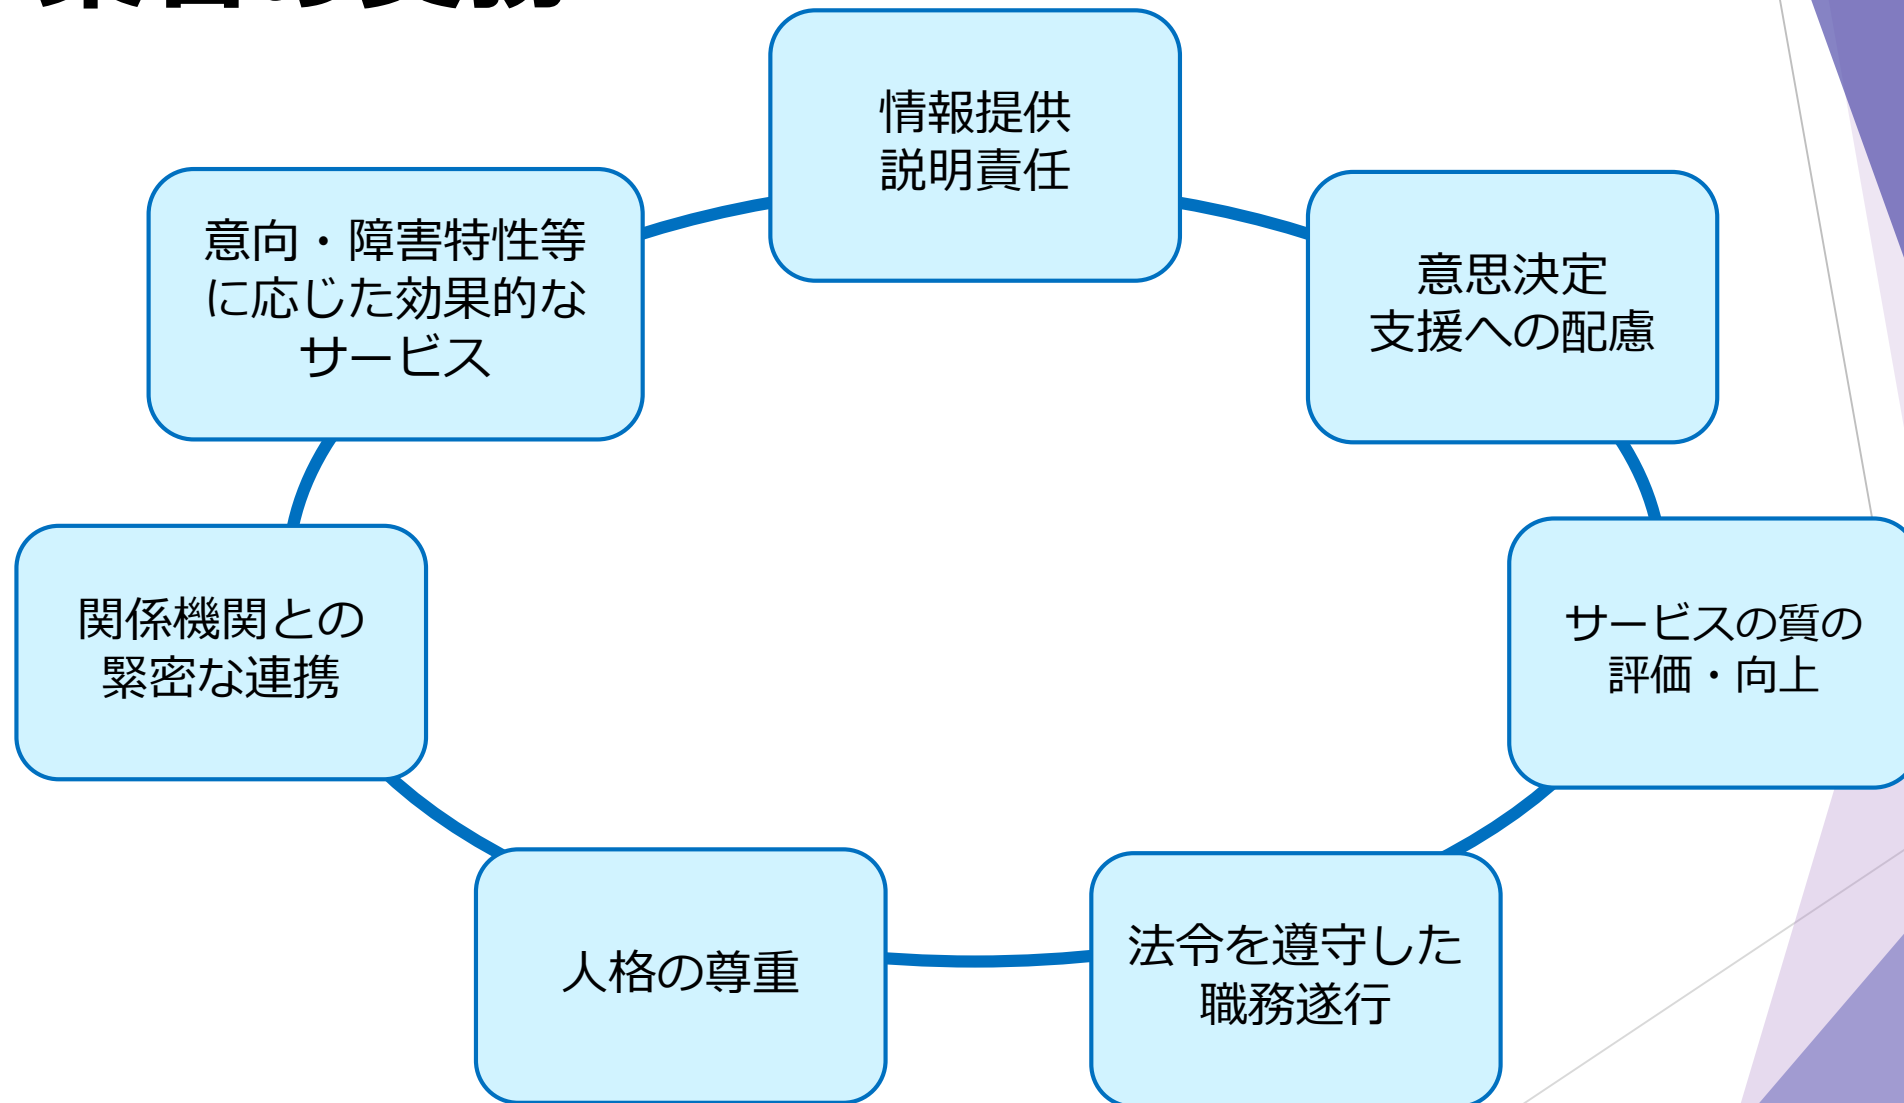 情報提供
説明責任
意思決定
支援への配慮
サービスの質の
評価・向上
法令を遵守した
職務遂行
人格の尊重
関係機関との
緊密な連携
意向・障害特性等
に応じた効果的な
サービス